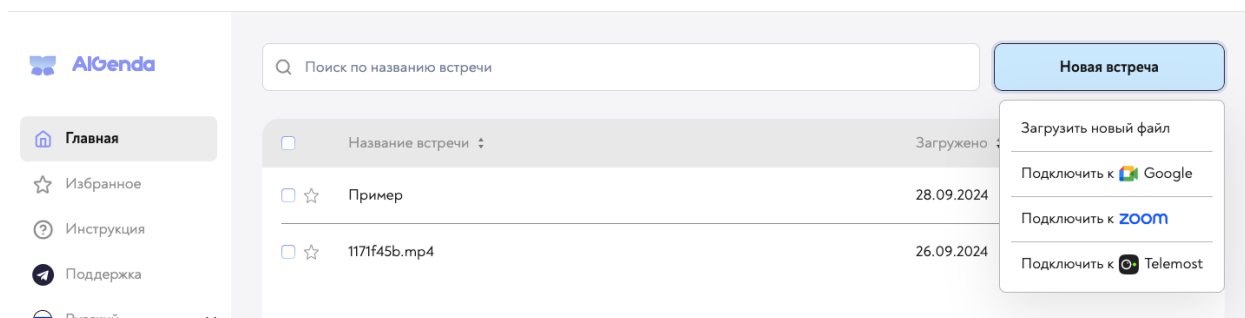 AIGenda
Поиск по названию встречи
Новая встреча
Главная
Избранное
Инструкция
Поддержка
Название встречи
Загружено
Пример
28.09.2024
1171f45b.mp4
26.09.2024
Загрузить новый файл
Подключить к Google
Подключить к zoom
Подключить к Telemost